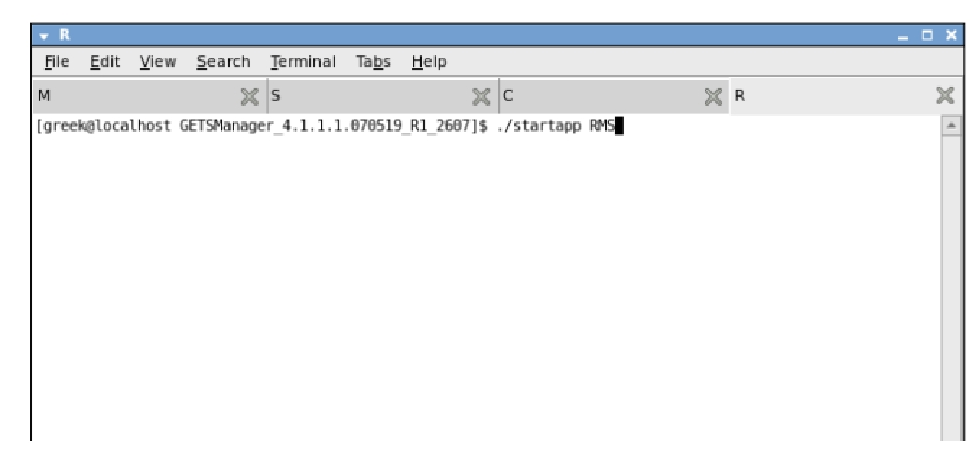 R
File Edit View Search Terminal Tabs Help
M S C R
[greek@localhost GETSManager_4.1.1.1.070519_R1_2607]$ ./startapp RMS